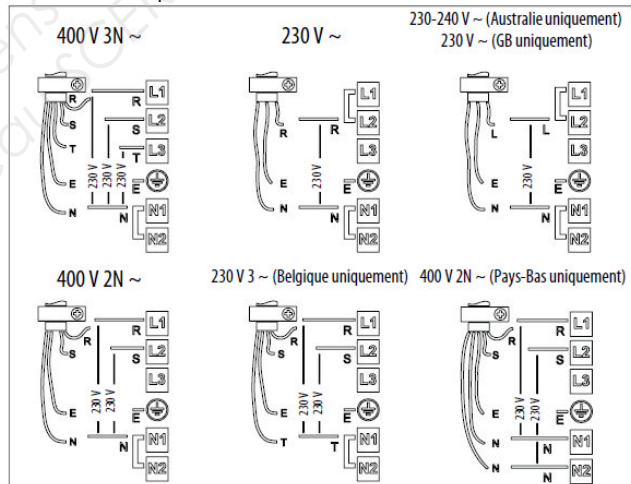 400 V 3N ~
230 V ~
230-240 V ~ (Australie uniquement)
230 V ~ (GB uniquement)
R R L1
S S L2
T T L3
230 V 230 V 230 V
E E
N N N1
N2
L1
R R L2
L3
230 V
E E
N N N1
N2
L1
L L L2
L3
230 V
E E
N N N1
N2
400 V 2N ~
230 V 3 ~ (Belgique uniquement)
400 V 2N ~ (Pays-Bas uniquement)
R R L1
S S L2
L3
230 V 230 V
E E
N N N1
N2
R R L1
S S L2
L3
230 V 230 V
E E
T T N1
N2
R R L1
S S L2
L3
230 V 230 V
E E
N N N1
N N N2